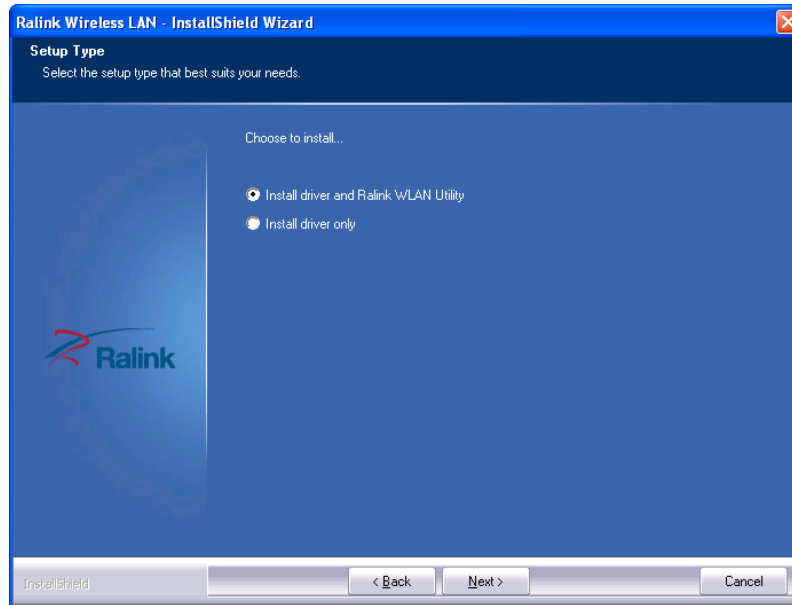 Ralink Wireless LAN - InstallShield Wizard
Setup Type
Select the setup type that best suits your needs.
Choose to install...
Install driver and Ralink WLAN Utility
Install driver only
Ralink
InstallShield
< Back
Next >
Cancel